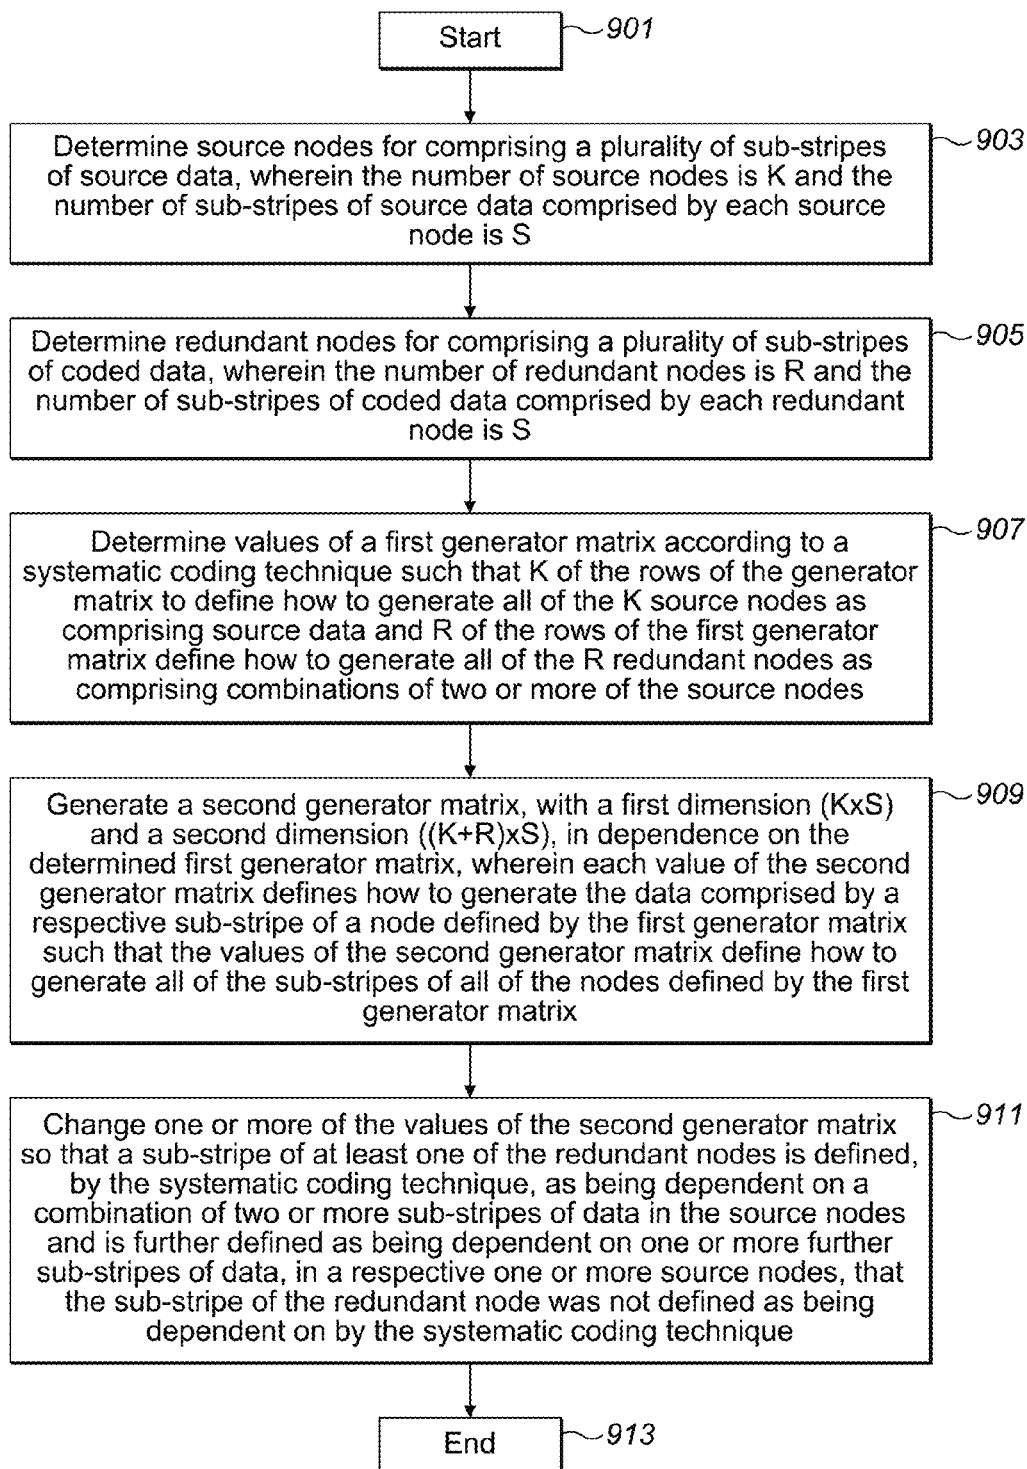 Start
901
Determine source nodes for comprising a plurality of sub-stripes
of source data, wherein the number of source nodes is K and the
number of sub-stripes of source data comprised by each source
node is S
903
Determine redundant nodes for comprising a plurality of sub-stripes
of coded data, wherein the number of redundant nodes is R and the
number of sub-stripes of coded data comprised by each redundant
node is S
905
Determine values of a first generator matrix according to a
systematic coding technique such that K of the rows of the generator
matrix to define how to generate all of the K source nodes as
comprising source data and R of the rows of the first generator
matrix define how to generate all of the R redundant nodes as
comprising combinations of two or more of the source nodes
907
Generate a second generator matrix, with a first dimension (KxS)
and a second dimension ((K+R)xS), in dependence on the
determined first generator matrix, wherein each value of the second
generator matrix defines how to generate the data comprised by a
respective sub-stripe of a node defined by the first generator matrix
such that the values of the second generator matrix define how to
generate all of the sub-stripes of all of the nodes defined by the first
generator matrix
909
Change one or more of the values of the second generator matrix
so that a sub-stripe of at least one of the redundant nodes is defined,
by the systematic coding technique, as being dependent on a
combination of two or more sub-stripes of data in the source nodes
and is further defined as being dependent on one or more further
sub-stripes of data, in a respective one or more source nodes, that
the sub-stripe of the redundant node was not defined as being
dependent on by the systematic coding technique
911
End
913